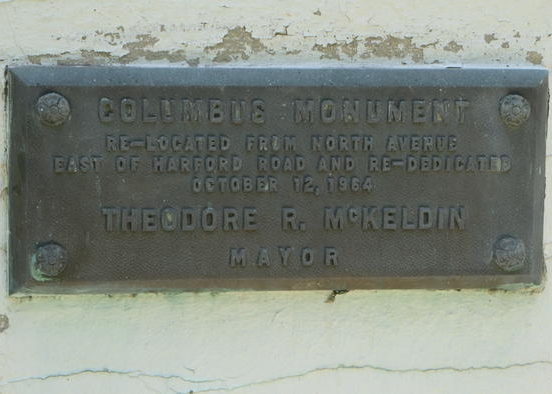 COLUMBUS MONUMENT
RE-LOCATED FROM NORTH AVENUE
EAST OF HARFORD ROAD AND RE-DEDICATED
OCTOBER 12, 1964
THEODORE R. McKELDIN
MAYOR